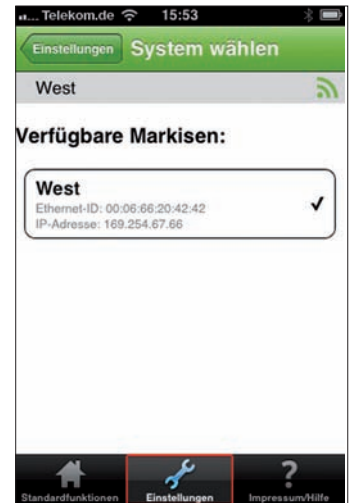 ... Telekom.de 15:53
Einstellungen System wählen
West
Verfügbare Markisen:
West
Ethernet-ID: 00:06:66:20:42:42
IP-Adresse: 169.254.67.66
Standardfunktionen Einstellungen Impressum/Hilfe